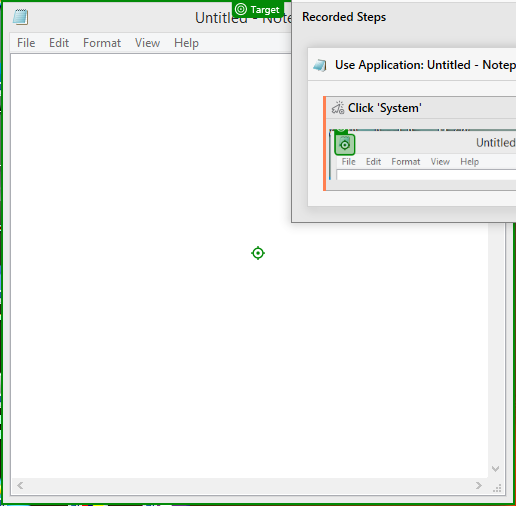 Target
Untitled - Notep
File Edit Format View Help
Recorded Steps
Use Application: Untitled - Notep
Click 'System'
Untitled
File Edit Format View Help